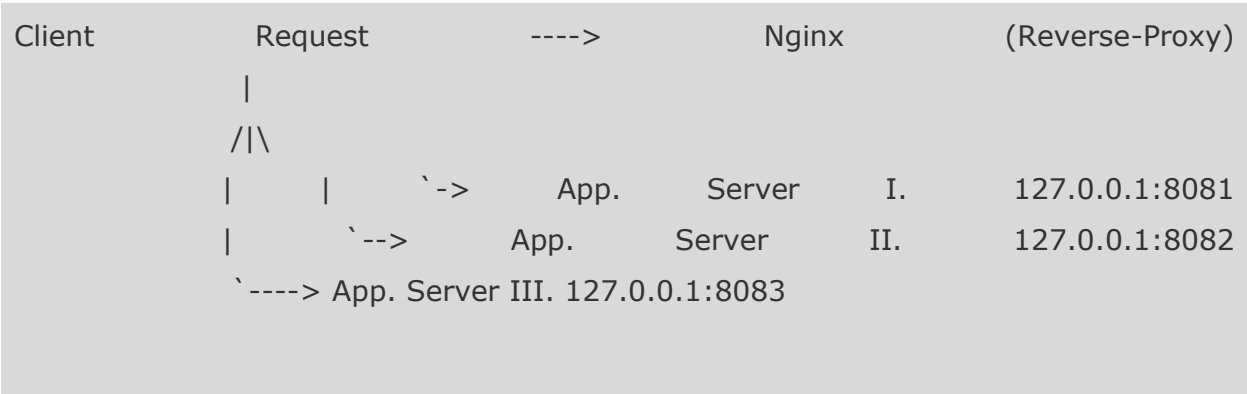 Client Request ----> Nginx (Reverse-Proxy)
|
/|\
| | `-> App. Server I. 127.0.0.1:8081
| `--> App. Server II. 127.0.0.1:8082
`----> App. Server III. 127.0.0.1:8083